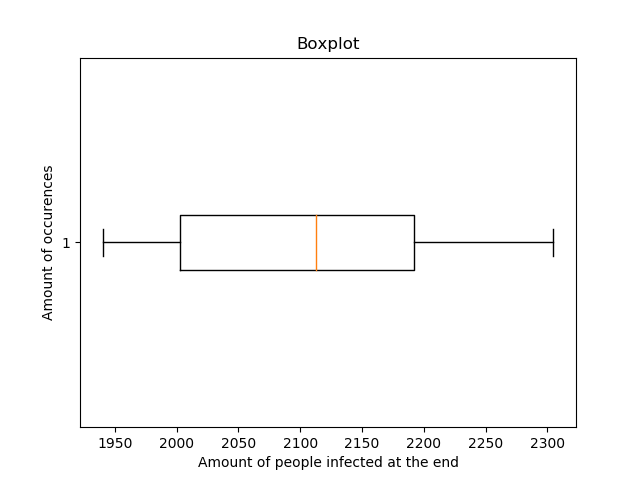 Boxplot
Amount of occurences
1
1950 2000 2050 2100 2150 2200 2250 2300
Amount of people infected at the end